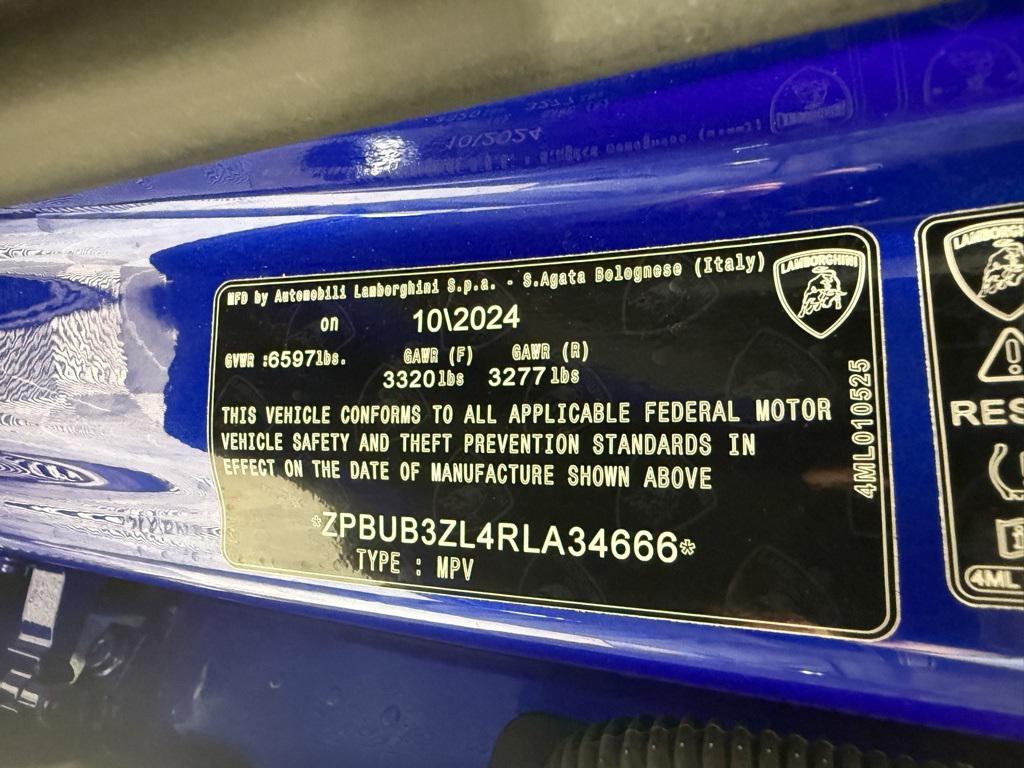 MFD by Automobili Lamborghini S.p.a. - S.Agata Bolognese (Italy)
LAMBORGHINI
on 10\2024
GVWR :6597lbs. GAWR (F) GAWR (R)
3320lbs 3277lbs
THIS VEHICLE CONFORMS TO ALL APPLICABLE FEDERAL MOTOR
VEHICLE SAFETY AND THEFT PREVENTION STANDARDS IN
EFFECT ON THE DATE OF MANUFACTURE SHOWN ABOVE
*ZPBUB3ZL4RLA34666*
TYPE : MPV
4ML010525
LAMBORGHI
RES
4ML